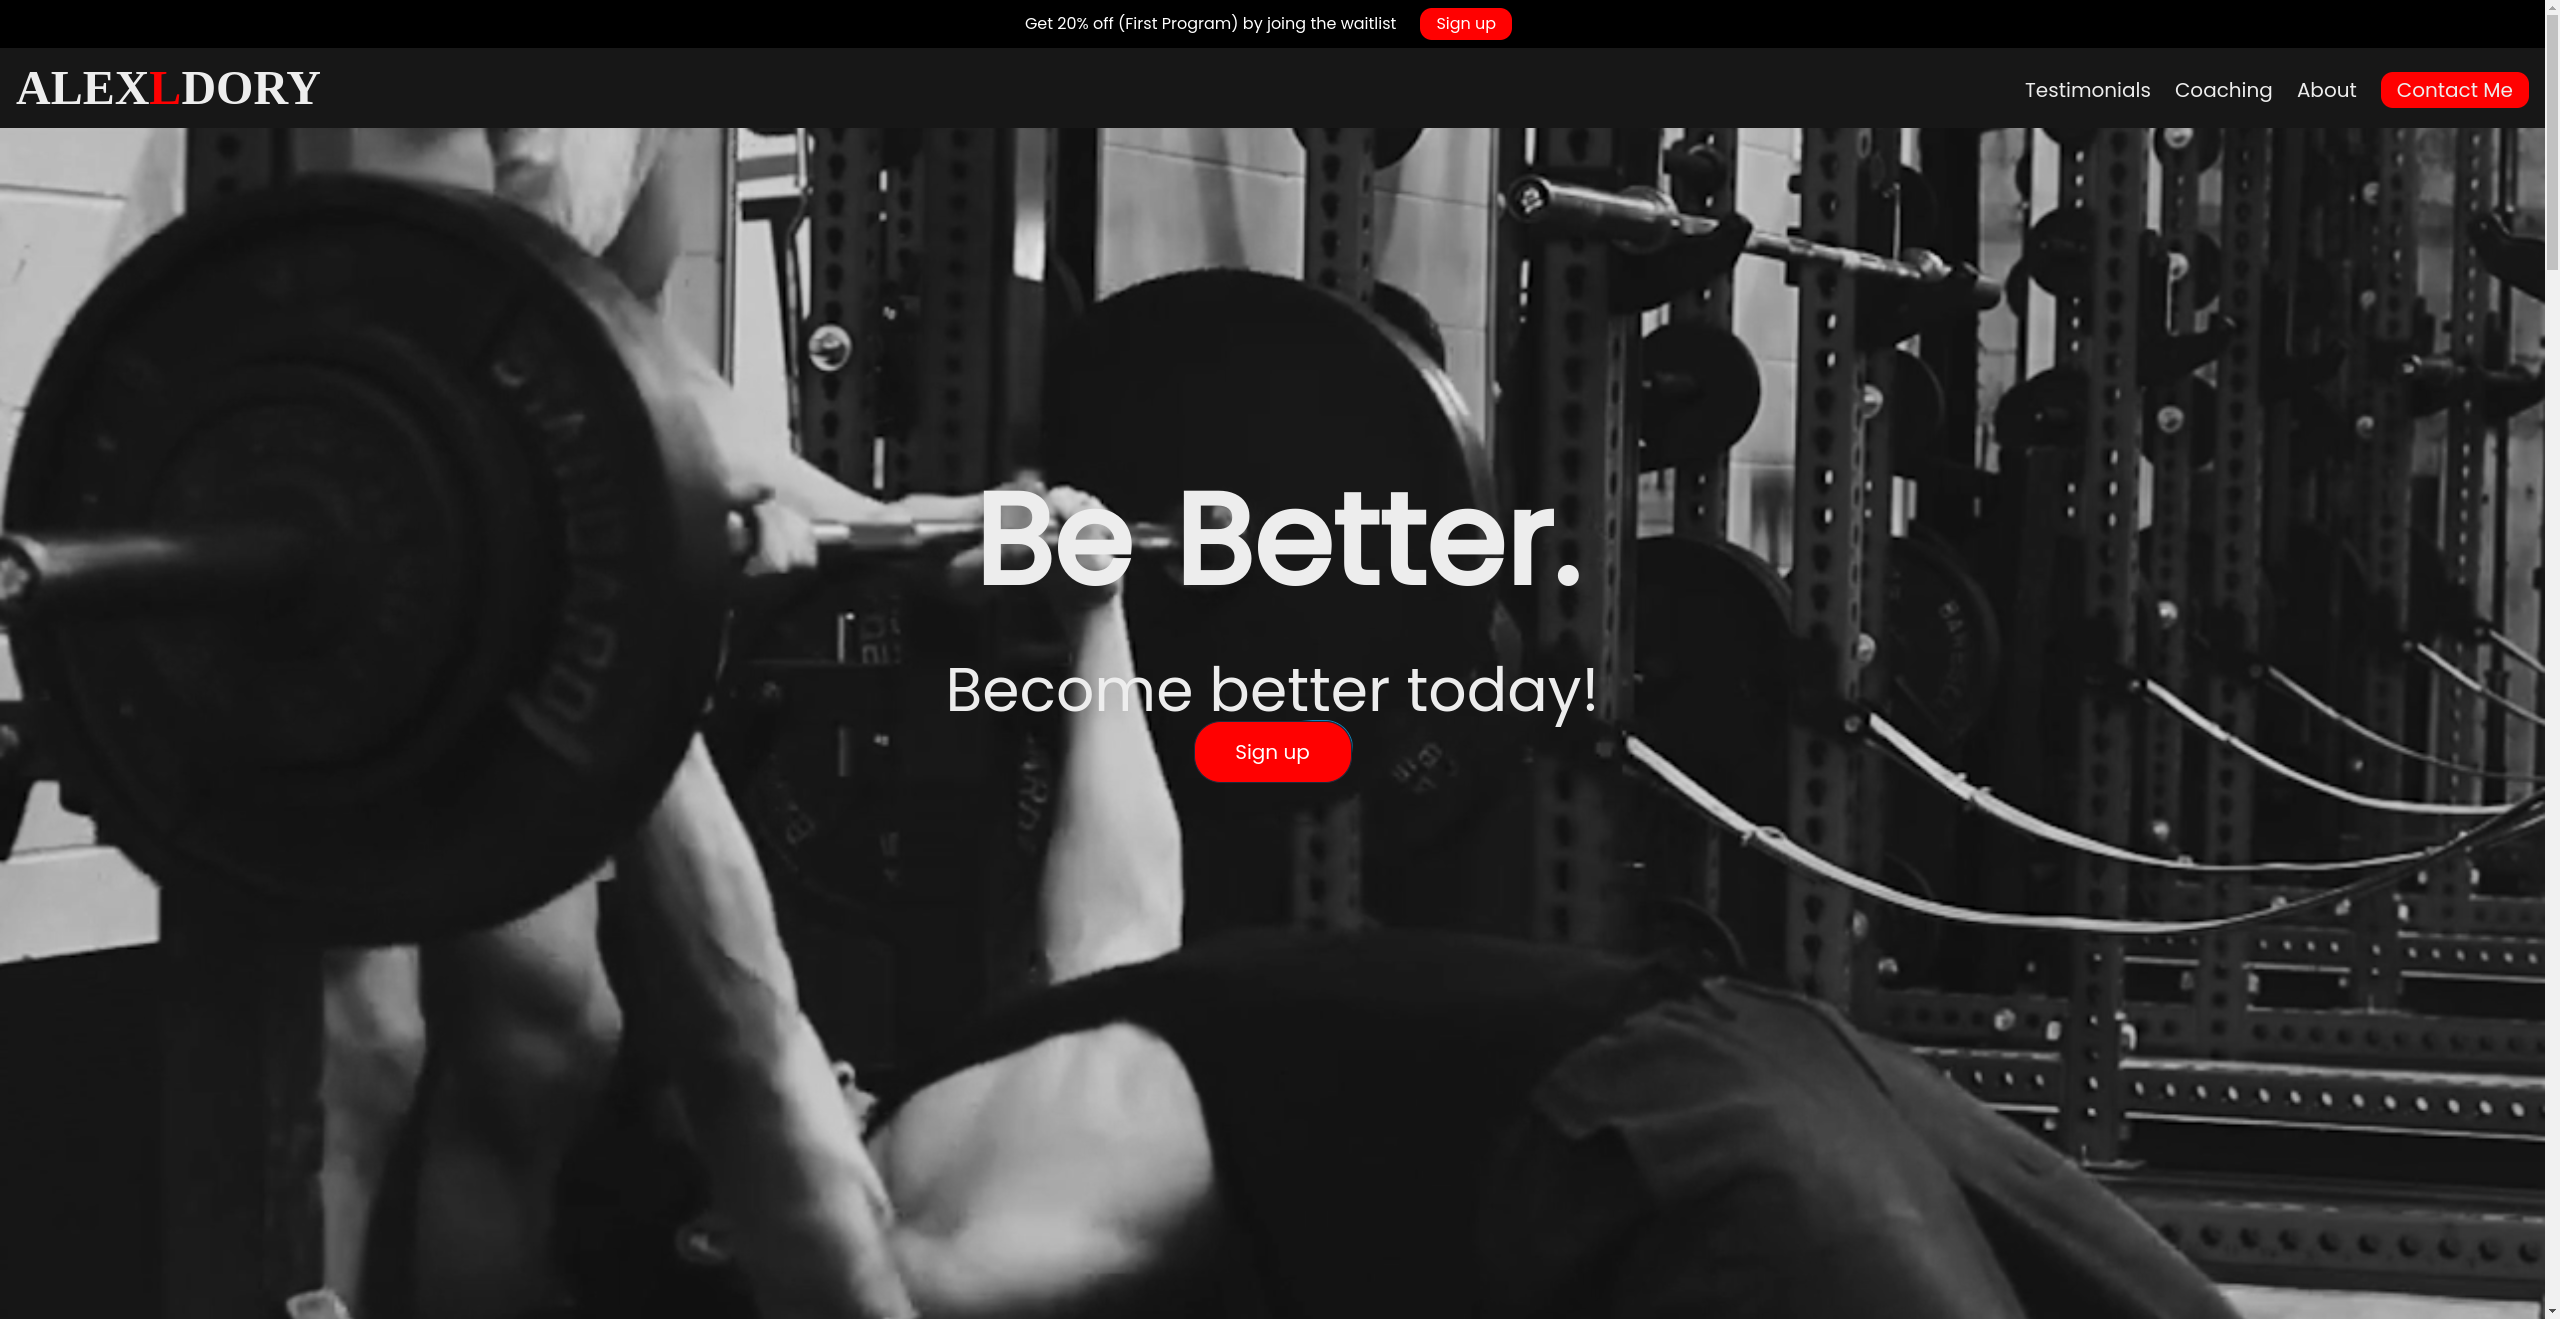 Get 20% off (First Program) by joing the waitlist Sign up
ALEXLDORY Testimonials Coaching About Contact Me
Be Better.
Become better today!
Sign up